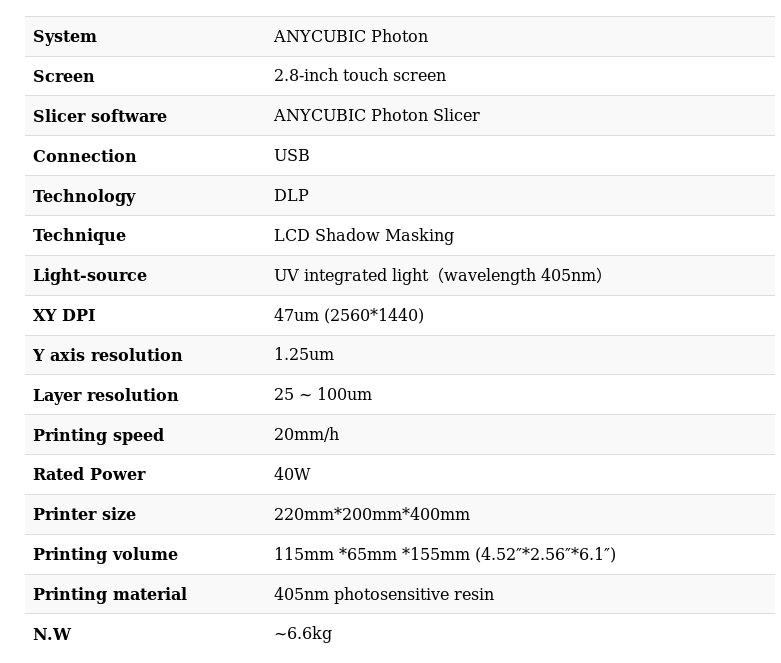 System ANYCUBIC Photon
Screen 2.8-inch touch screen
Slicer software ANYCUBIC Photon Slicer
Connection USB
Technology DLP
Technique LCD Shadow Masking
Light-source UV integrated light（wavelength 405nm）
XY DPI 47um (2560*1440)
Y axis resolution 1.25um
Layer resolution 25 ~ 100um
Printing speed 20mm/h
Rated Power 40W
Printer size 220mm*200mm*400mm
Printing volume 115mm *65mm *155mm (4.52″*2.56″*6.1″)
Printing material 405nm photosensitive resin
N.W ~6.6kg